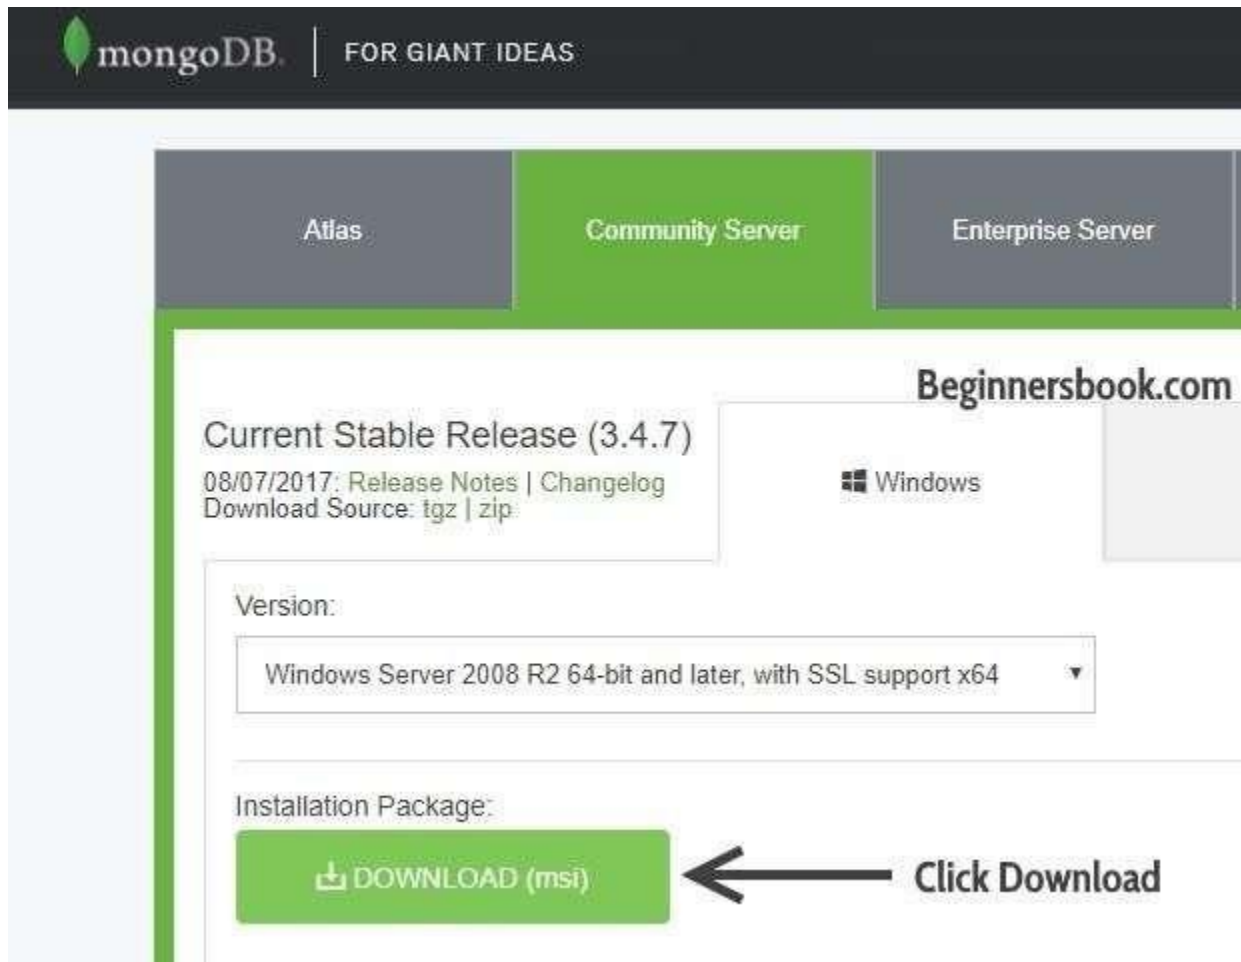 mongoDB. FOR GIANT IDEAS
Atlas Community Server Enterprise Server
Beginnersbook.com
Current Stable Release (3.4.7)
08/07/2017: Release Notes | Changelog
Download Source: tgz | zip
Windows
Version:
Windows Server 2008 R2 64-bit and later, with SSL support x64
Installation Package:
DOWNLOAD (msi)
Click Download